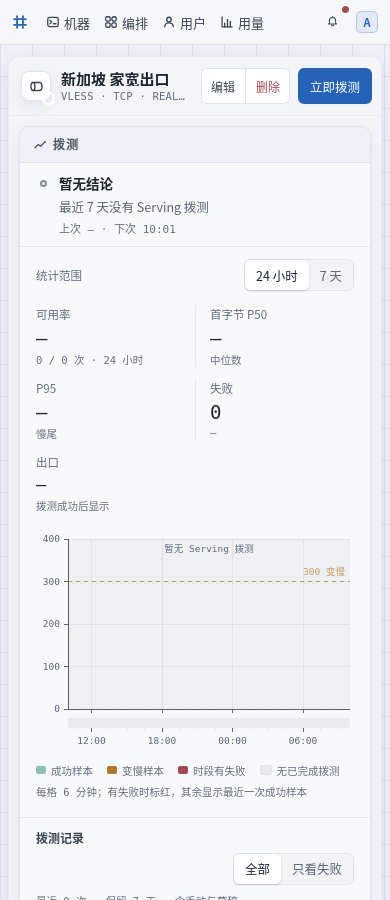 机器 编排 用户 用量 A
新加坡 家宽出口
VLESS · TCP · REAL…
编辑 删除 立即拨测
拨测
暂无结论
最近 7 天没有 Serving 拨测
上次 — · 下次 10:01
统计范围 24 小时 7 天
可用率 首字节 P50
— —
0 / 0 次 · 24 小时 中位数
P95 失败
— 0
慢尾 —
出口
—
拨测成功后显示
400
暂无 Serving 拨测
300 变慢
300
200
100
0
12:00 18:00 00:00 06:00
成功样本 变慢样本 时段有失败 无已完成拨测
每格 6 分钟；有失败时标红，其余显示最近一次成功样本
拨测记录
全部 只看失败